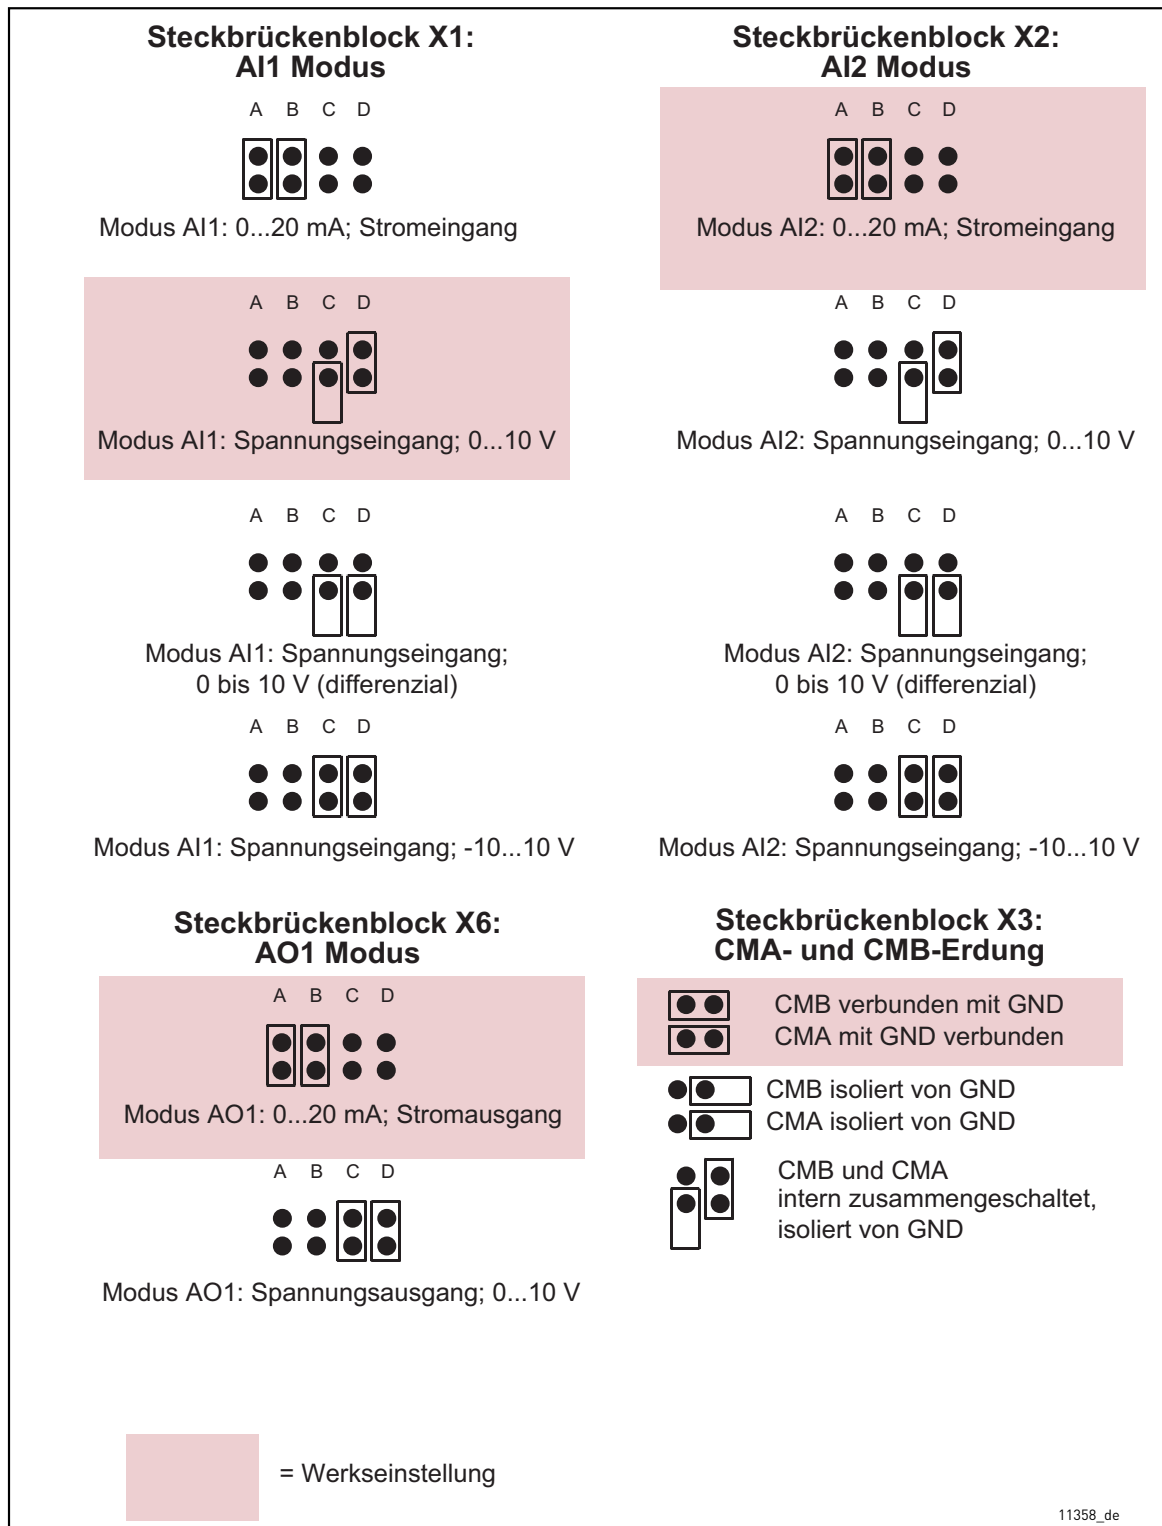 Steckbrückenblock X1:
AI1 Modus
A B C D
Modus AI1: 0...20 mA; Stromeingang
A B C D
Modus AI1: Spannungseingang; 0...10 V
A B C D
Modus AI1: Spannungseingang;
0 bis 10 V (differenzial)
A B C D
Modus AI1: Spannungseingang; -10...10 V
Steckbrückenblock X2:
AI2 Modus
A B C D
Modus AI2: 0...20 mA; Stromeingang
A B C D
Modus AI2: Spannungseingang; 0...10 V
A B C D
Modus AI2: Spannungseingang;
0 bis 10 V (differenzial)
A B C D
Modus AI2: Spannungseingang; -10...10 V
Steckbrückenblock X6:
AO1 Modus
A B C D
Modus AO1: 0...20 mA; Stromausgang
A B C D
Modus AO1: Spannungsausgang; 0...10 V
Steckbrückenblock X3:
CMA- und CMB-Erdung
CMB verbunden mit GND
CMA mit GND verbunden
CMB isoliert von GND
CMA isoliert von GND
CMB und CMA
intern zusammengeschaltet,
isoliert von GND
= Werkseinstellung
11358_de